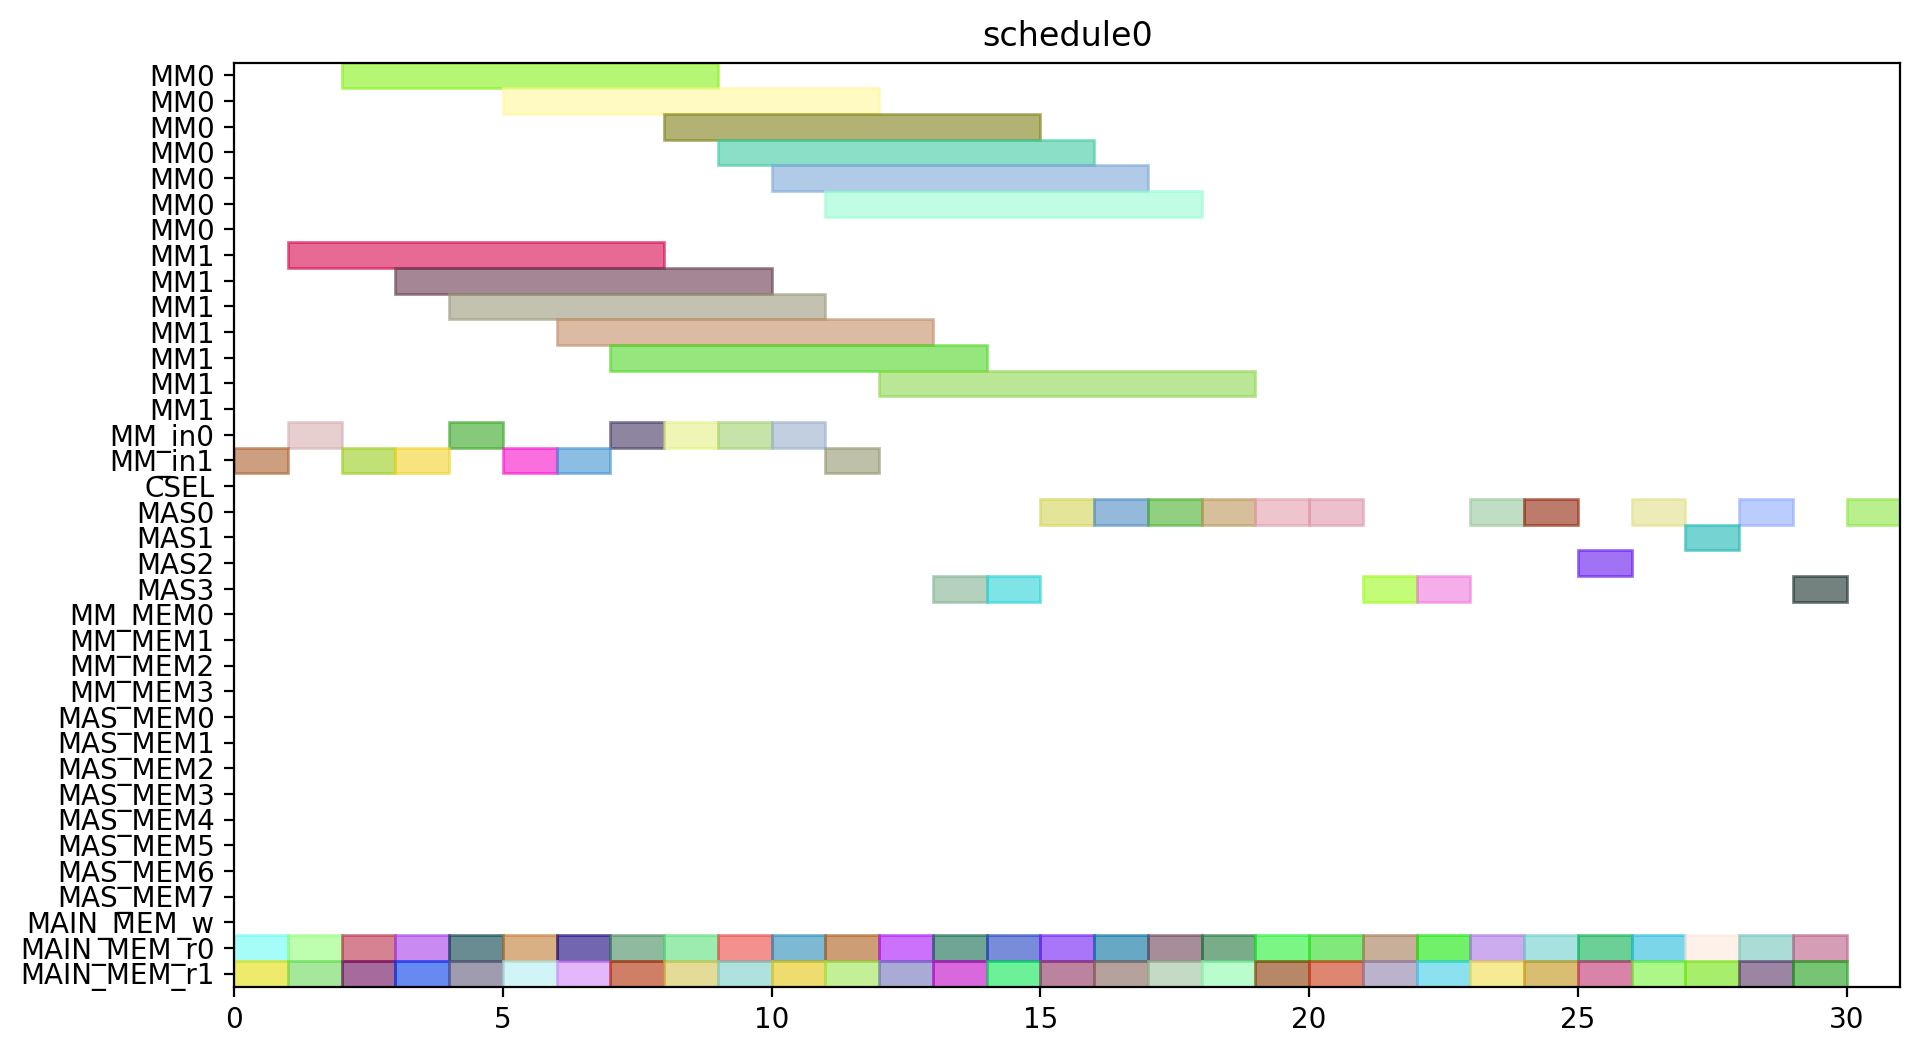 schedule0
MM0
MM0
MM0
MM0
MM0
MM0
MM0
MM1
MM1
MM1
MM1
MM1
MM1
MM1
MM_in0
MM_in1
CSEL
MAS0
MAS1
MAS2
MAS3
MM_MEM0
MM_MEM1
MM_MEM2
MM_MEM3
MAS_MEM0
MAS_MEM1
MAS_MEM2
MAS_MEM3
MAS_MEM4
MAS_MEM5
MAS_MEM6
MAS_MEM7
MAIN_MEM_w
MAIN_MEM_r0
MAIN_MEM_r1
0 5 10 15 20 25 30